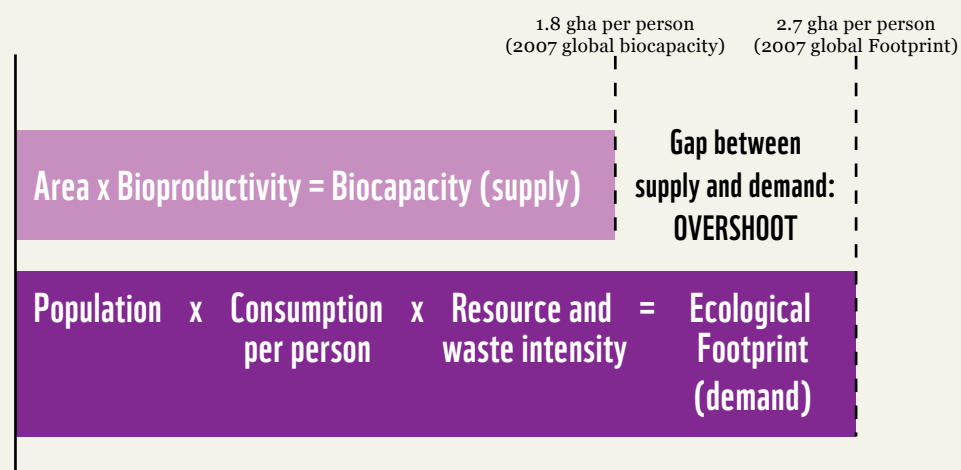 1.8 gha per person
(2007 global biocapacity)
2.7 gha per person
(2007 global Footprint)
Area x Bioproductivity = Biocapacity (supply)
Gap between
supply and demand:
OVERSHOOT
Population x Consumption x Resource and = Ecological
per person waste intensity Footprint
(demand)